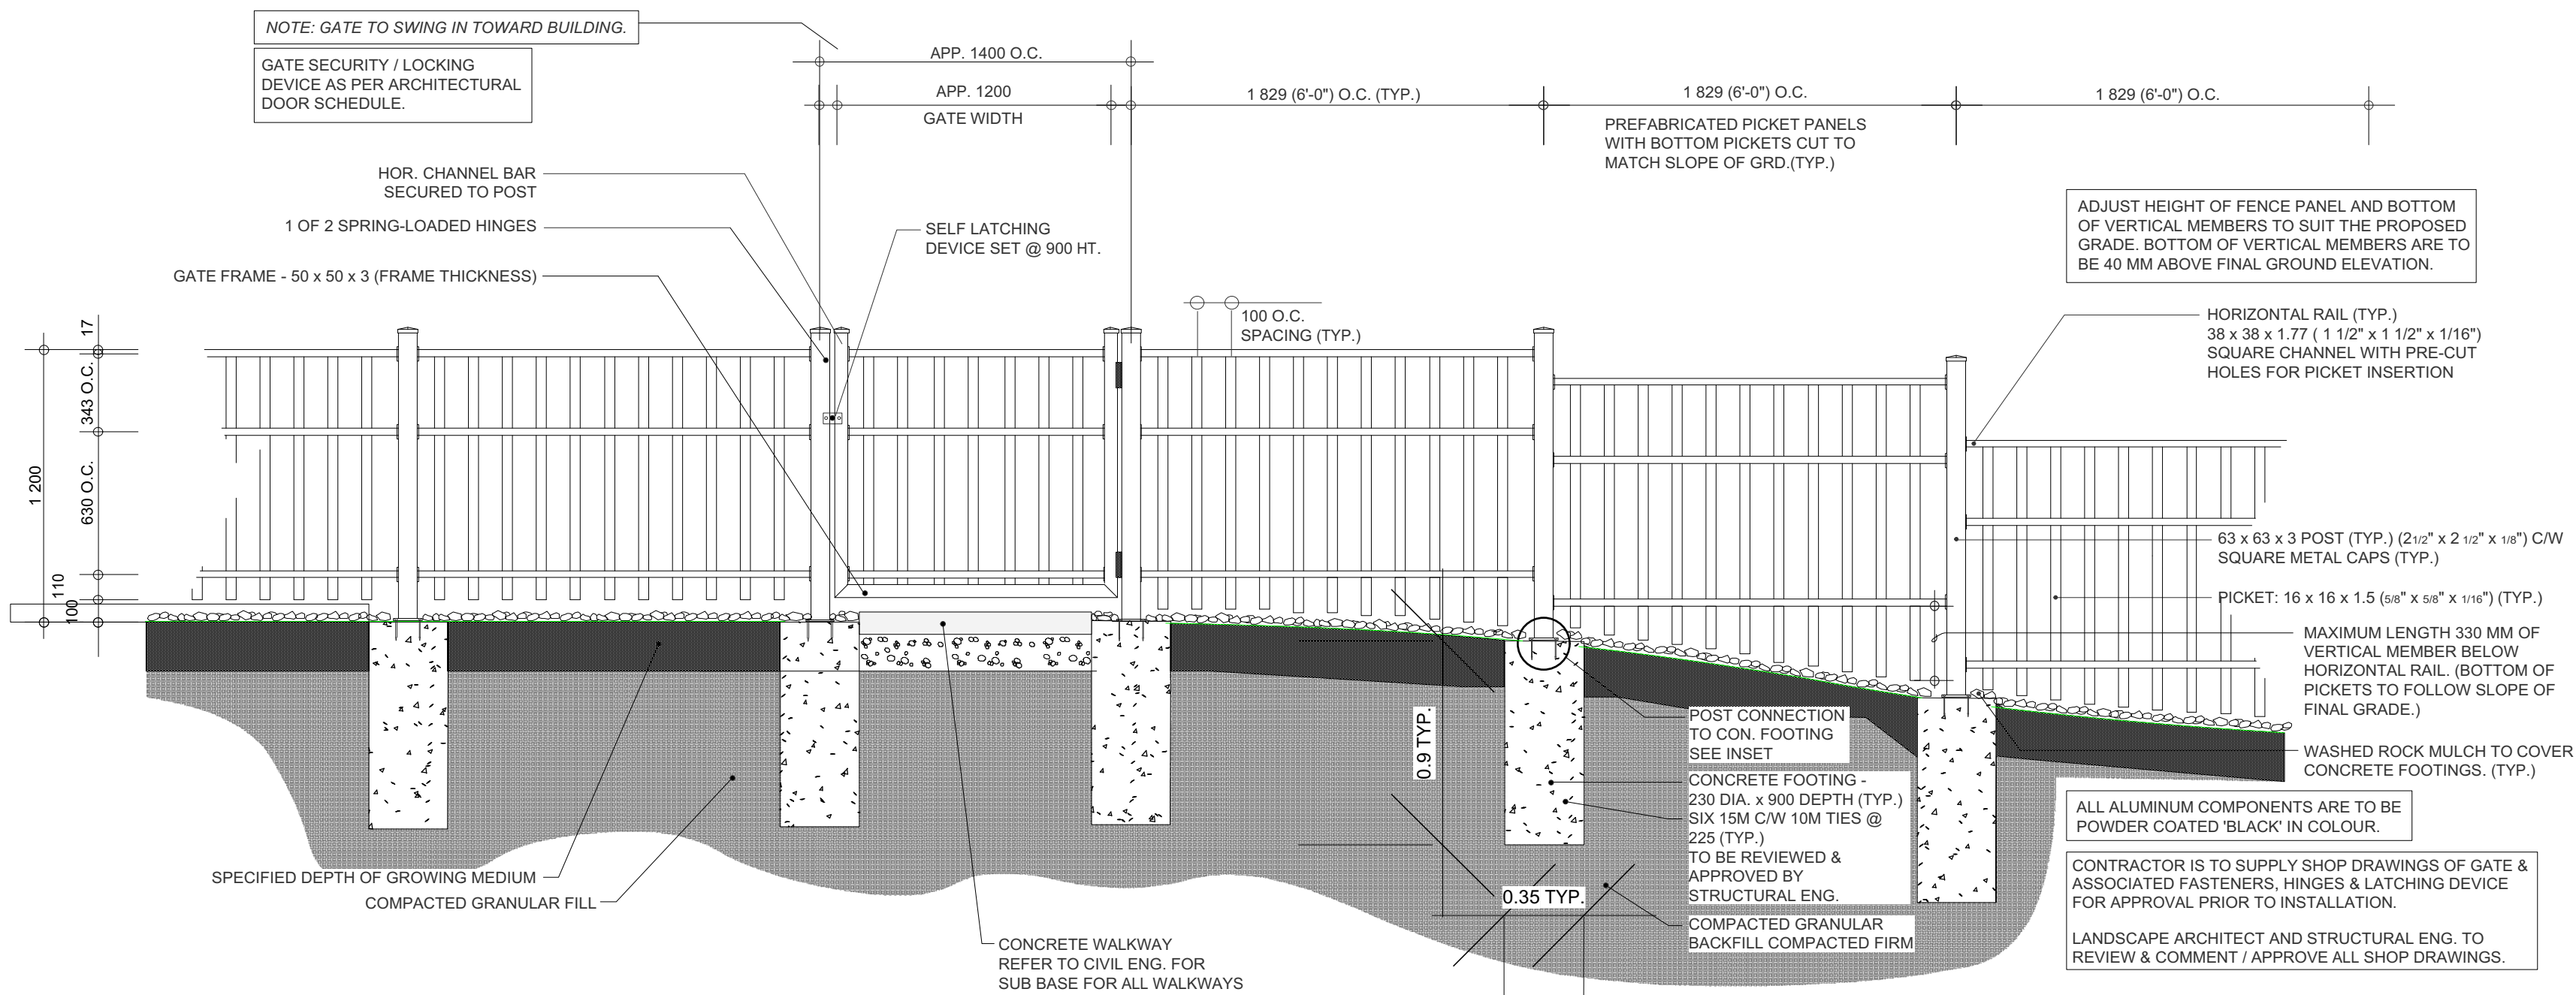 NOTE: GATE TO SWING IN TOWARD BUILDING.
GATE SECURITY / LOCKING
DEVICE AS PER ARCHITECTURAL
DOOR SCHEDULE.
APP. 1400 O.C.
APP. 1200
GATE WIDTH
1 829 (6'-0") O.C. (TYP.)
1 829 (6'-0") O.C.
1 829 (6'-0") O.C.
PREFABRICATED PICKET PANELS
WITH BOTTOM PICKETS CUT TO
MATCH SLOPE OF GRD.(TYP.)
HOR. CHANNEL BAR
SECURED TO POST
1 OF 2 SPRING-LOADED HINGES
GATE FRAME - 50 x 50 x 3 (FRAME THICKNESS)
SELF LATCHING
DEVICE SET @ 900 HT.
100 O.C.
SPACING (TYP.)
ADJUST HEIGHT OF FENCE PANEL AND BOTTOM
OF VERTICAL MEMBERS TO SUIT THE PROPOSED
GRADE. BOTTOM OF VERTICAL MEMBERS ARE TO
BE 40 MM ABOVE FINAL GROUND ELEVATION.
HORIZONTAL RAIL (TYP.)
38 x 38 x 1.77 ( 1 1/2" x 1 1/2" x 1/16")
SQUARE CHANNEL WITH PRE-CUT
HOLES FOR PICKET INSERTION
17
343 O.C.
630 O.C.
1 200
110
100
63 x 63 x 3 POST (TYP.) (2 1/2" x 2 1/2" x 1/8") C/W
SQUARE METAL CAPS (TYP.)
PICKET: 16 x 16 x 1.5 (5/8" x 5/8" x 1/16") (TYP.)
MAXIMUM LENGTH 330 MM OF
VERTICAL MEMBER BELOW
HORIZONTAL RAIL. (BOTTOM OF
PICKETS TO FOLLOW SLOPE OF
FINAL GRADE.)
WASHED ROCK MULCH TO COVER
CONCRETE FOOTINGS. (TYP.)
0.9 TYP.
0.35 TYP.
POST CONNECTION
TO CON. FOOTING
SEE INSET
CONCRETE FOOTING -
230 DIA. x 900 DEPTH (TYP.)
SIX 15M C/W 10M TIES @
225 (TYP.)
TO BE REVIEWED &
APPROVED BY
STRUCTURAL ENG.
COMPACTED GRANULAR
BACKFILL COMPACTED FIRM
SPECIFIED DEPTH OF GROWING MEDIUM
COMPACTED GRANULAR FILL
CONCRETE WALKWAY
REFER TO CIVIL ENG. FOR
SUB BASE FOR ALL WALKWAYS
ALL ALUMINUM COMPONENTS ARE TO BE
POWDER COATED 'BLACK' IN COLOUR.
CONTRACTOR IS TO SUPPLY SHOP DRAWINGS OF GATE &
ASSOCIATED FASTENERS, HINGES & LATCHING DEVICE
FOR APPROVAL PRIOR TO INSTALLATION.
LANDSCAPE ARCHITECT AND STRUCTURAL ENG. TO
REVIEW & COMMENT / APPROVE ALL SHOP DRAWINGS.